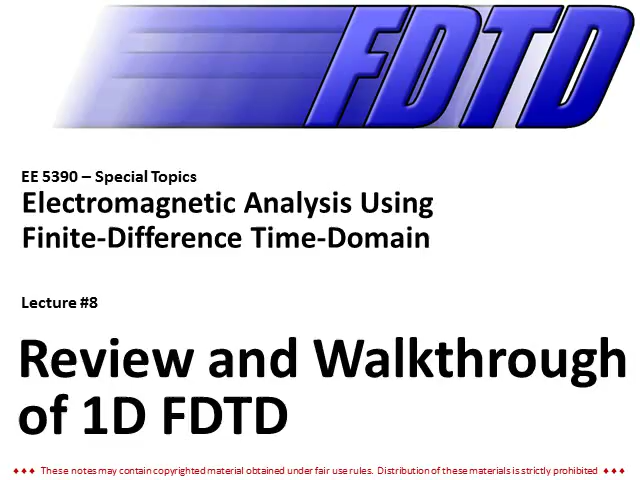 FDTD
EE 5390 – Special Topics
Electromagnetic Analysis Using
Finite-Difference Time-Domain
Lecture #8
Review and Walkthrough
of 1D FDTD
♦♦♦ These notes may contain copyrighted material obtained under fair use rules. Distribution of these materials is strictly prohibited ♦♦♦